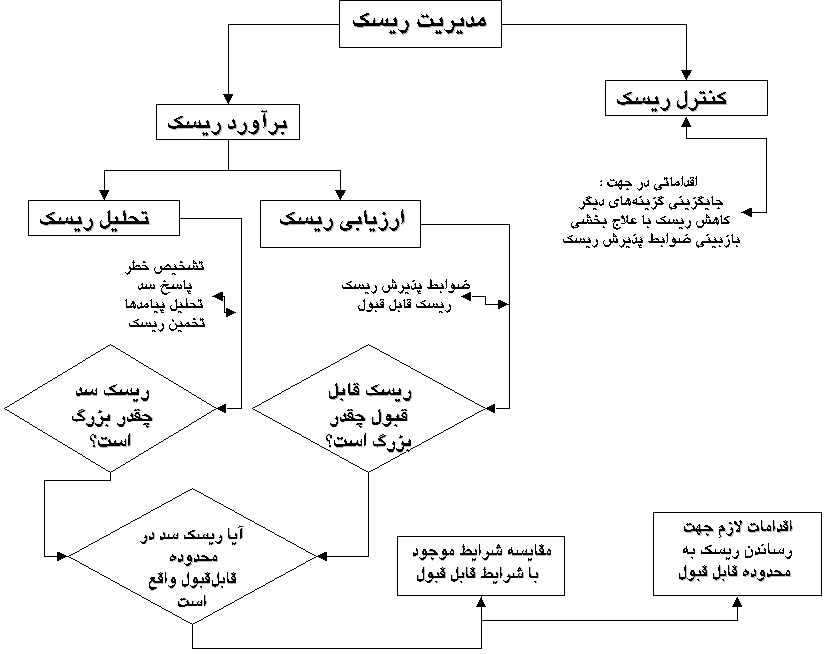 مدیریت ریسک
کنترل ریسک
برآورد ریسک
اقداماتی در جهت :
جایگزینی گزینه‌های دیگر
کاهش ریسک با علاج بخشی
بازبینی ضوابط پذیرش ریسک
ارزیابی ریسک
تحلیل ریسک
ضوابط پذیرش ریسک
ریسک قابل قبول
تشخیص خطر
پاسخ سد
تحلیل پیامدها
تخمین ریسک
ریسک قابل
قبول چقدر
بزرگ است؟
ریسک سد
چقدر بزرگ
است؟
آیا ریسک سد در
محدوده
قابل‌قبول واقع
است
مقایسه شرایط موجود
با شرایط قابل قبول
اقدامات لازم جهت
رساندن ریسک به
محدوده قابل قبول